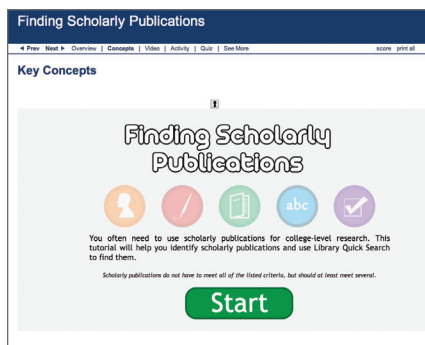 Finding Scholarly Publications
◄ Prev Next ► Overview | Concepts | Video | Activity | Quiz | See More score print all
Key Concepts
Finding Scholarly
Publications
abc
You often need to use scholarly publications for college-level research. This
tutorial will help you identify scholarly publications and use Library Quick Search
to find them.
Scholarly publications do not have to meet all of the listed criteria, but should at least meet several.
Start